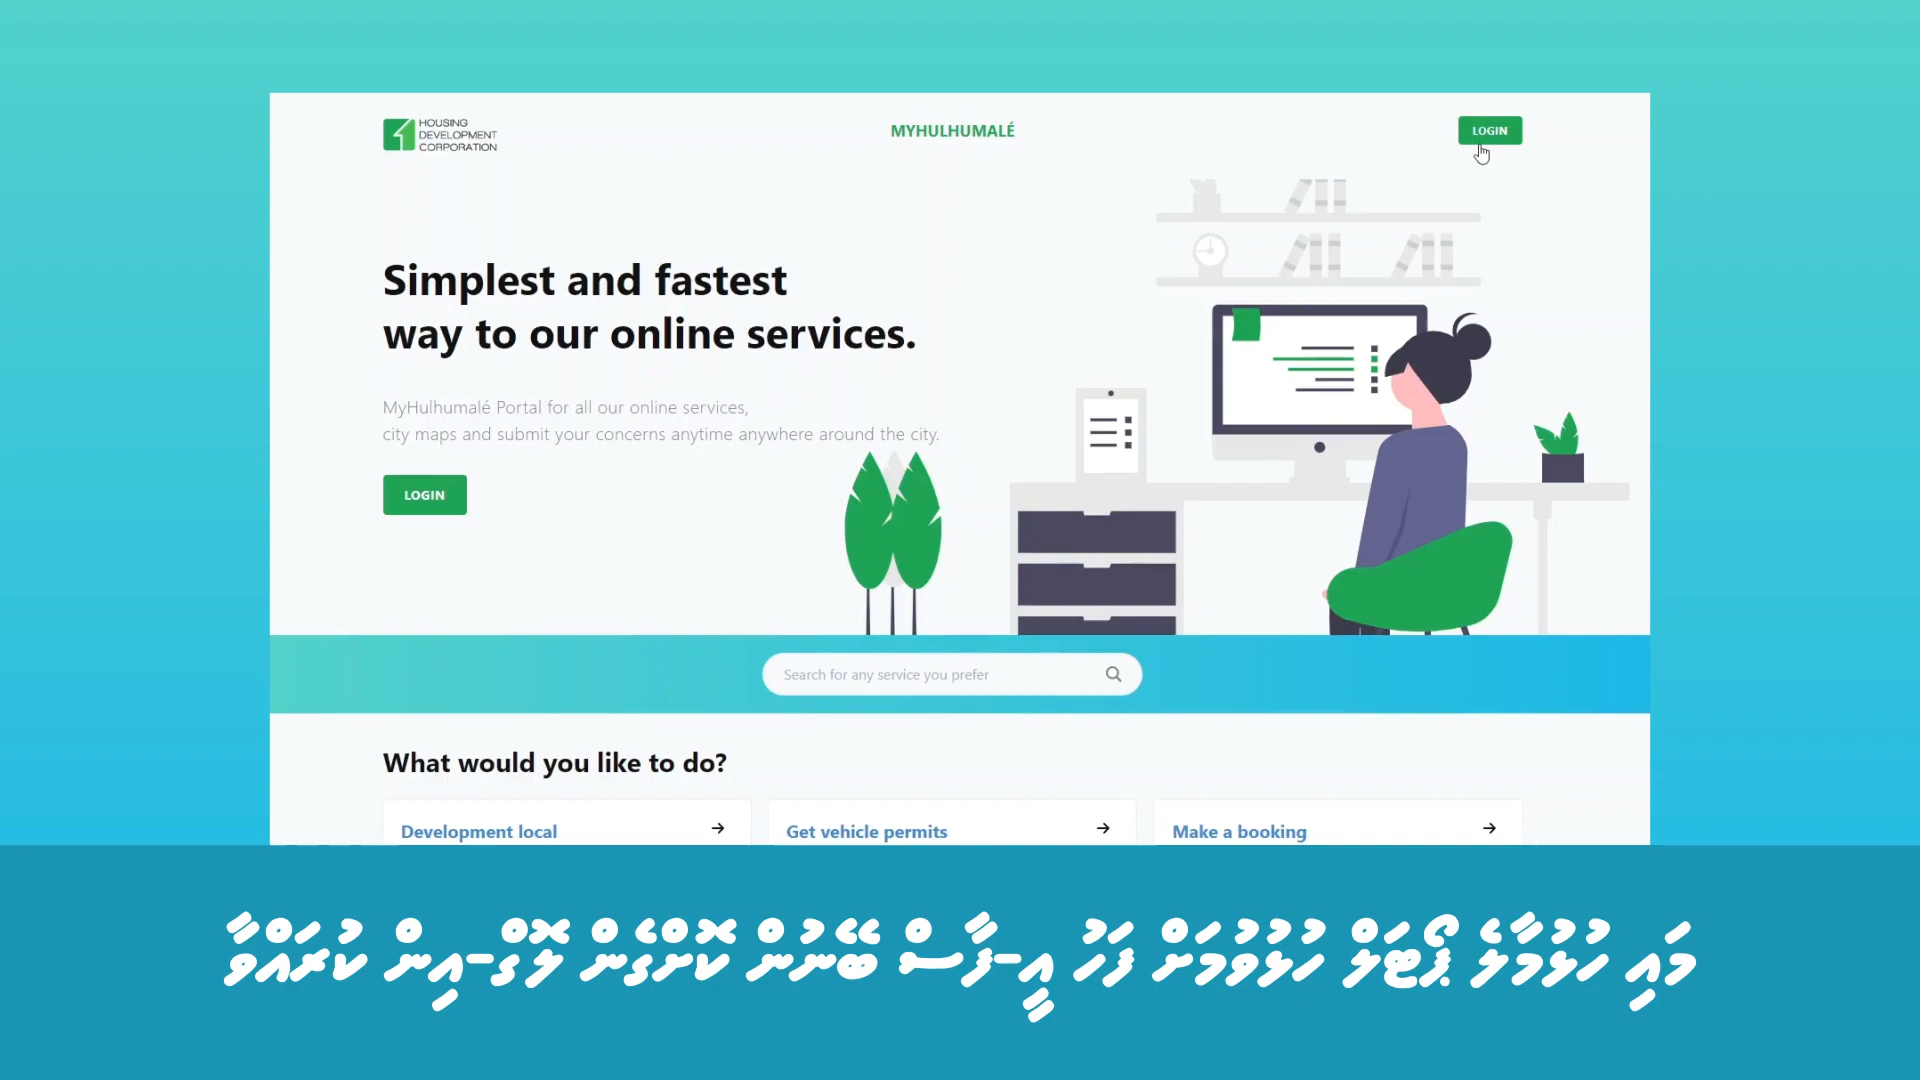 HOUSING
DEVELOPMENT
CORPORATION
MYHULHUMALÉ
LOGIN
Simplest and fastest
way to our online services.
MyHulhumalé Portal for all our online services,
city maps and submit your concerns anytime anywhere around the city.
LOGIN
Search for any service you prefer
What would you like to do?
Development local
Get vehicle permits
Make a booking
މައި ހުޅުމާލެ ޕޯޓަލް ހުޅުވުމަށް ފަހު އީ-ފާސް ބޭނުން ކޮށްގެން ލޮގް-އިން ކުރައްވާ